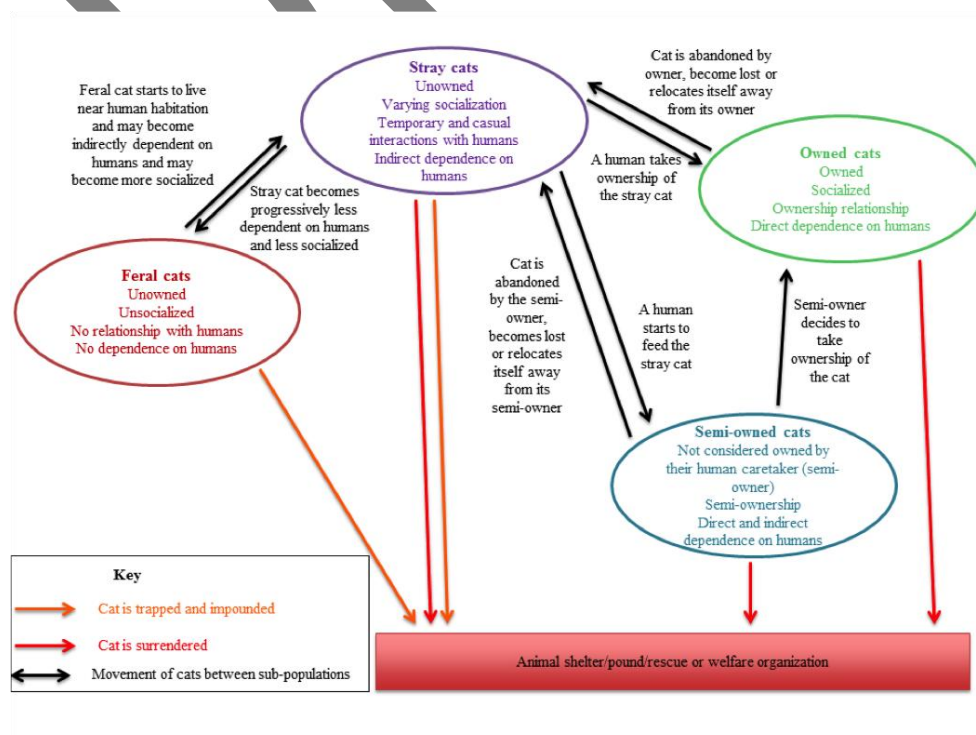 Stray cats
Unowned
Varying socialization
Temporary and casual
interactions with humans
Indirect dependence on
humans
Cat is abandoned by
owner, become lost or
relocates itself away
from its owner
Feral cat starts to live
near human habitation
and may become
indirectly dependent on
humans and may
become more socialized
A human takes
ownership of
the stray cat
Owned cats
Owned
Socialized
Ownership relationship
Direct dependence on humans
Stray cat becomes
progressively less
dependent on humans
and less socialized
Feral cats
Unowned
Unsocialized
No relationship with humans
No dependence on humans
Cat is
abandoned
by the semi-
owner,
becomes lost
or relocates
itself away
from its
semi-owner
A human
starts to
feed the
stray cat
Semi-owner
decides to
take
ownership of
the cat
Semi-owned cats
Not considered owned by
their human caretaker (semi-
owner)
Semi-ownership
Direct and indirect
dependence on humans
Key
Cat is trapped and impounded
Cat is surrendered
Movement of cats between sub-populations
Animal shelter/pound/rescue or welfare organization